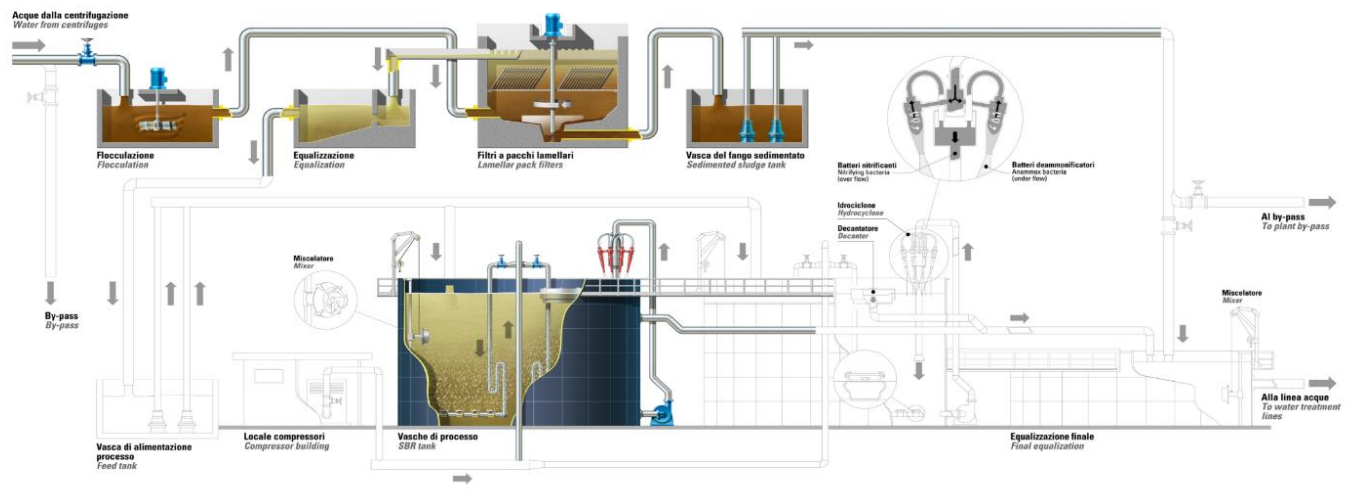 Acque dalla centrifugazione
Water from centrifuges
Flocculazione
Flocculation
Equalizzazione
Equalization
Filtri a pacchi lamellari
Lamellar pack filters
Vasca del fango sedimentato
Sedimented sludge tank
Batteri nitrificanti
Nitrifying bacteria
(over flow)
Batteri deammonificatori
Anammox bacteria
(under flow)
Idrociclone
Hydrocyclone
Decantatore
Decanter
Al by-pass
To plant by-pass
Miscelatore
Mixer
Miscelatore
Mixer
By-pass
By-pass
Alla linea acque
To water treatment
lines
Vasca di alimentazione
processo
Feed tank
Locale compressori
Compressor building
Vasche di processo
SBR tank
Equalizzazione finale
Final equalization